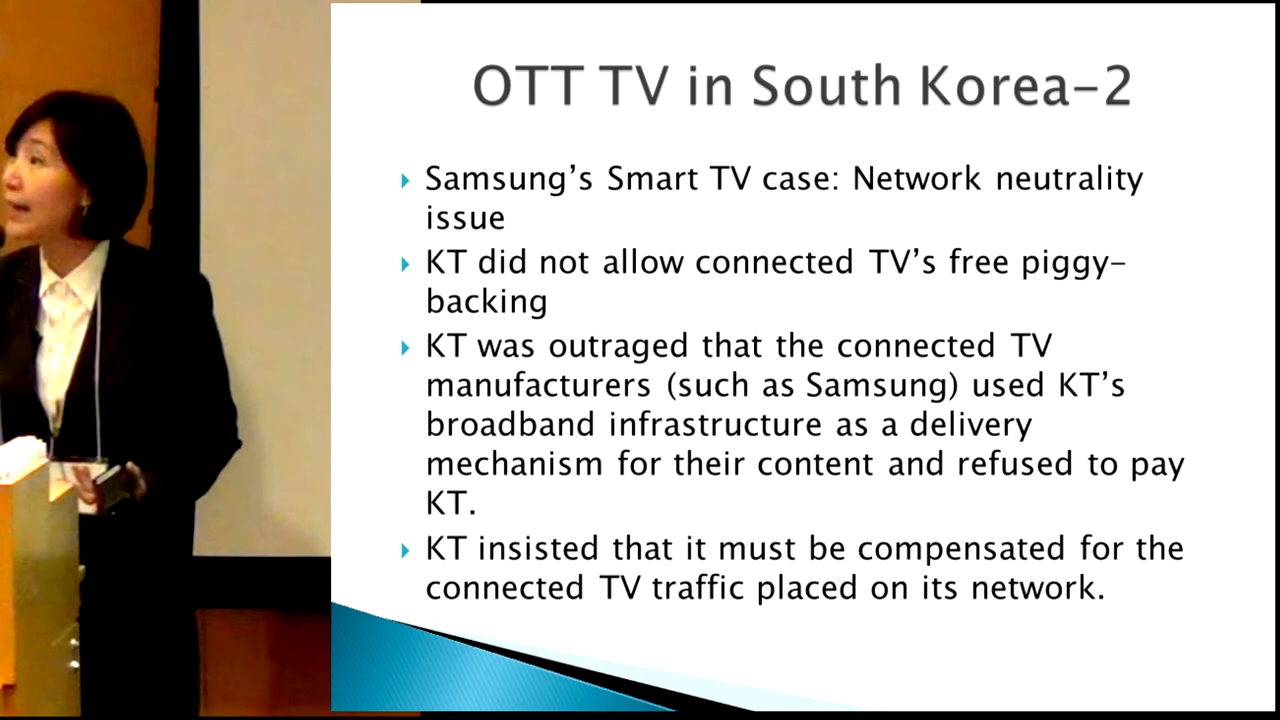 OTT TV in South Korea-2
Samsung's Smart TV case: Network neutrality
issue
KT did not allow connected TV's free piggy-
backing
KT was outraged that the connected TV
manufacturers (such as Samsung) used KT's
broadband infrastructure as a delivery
mechanism for their content and refused to pay
KT.
KT insisted that it must be compensated for the
connected TV traffic placed on its network.